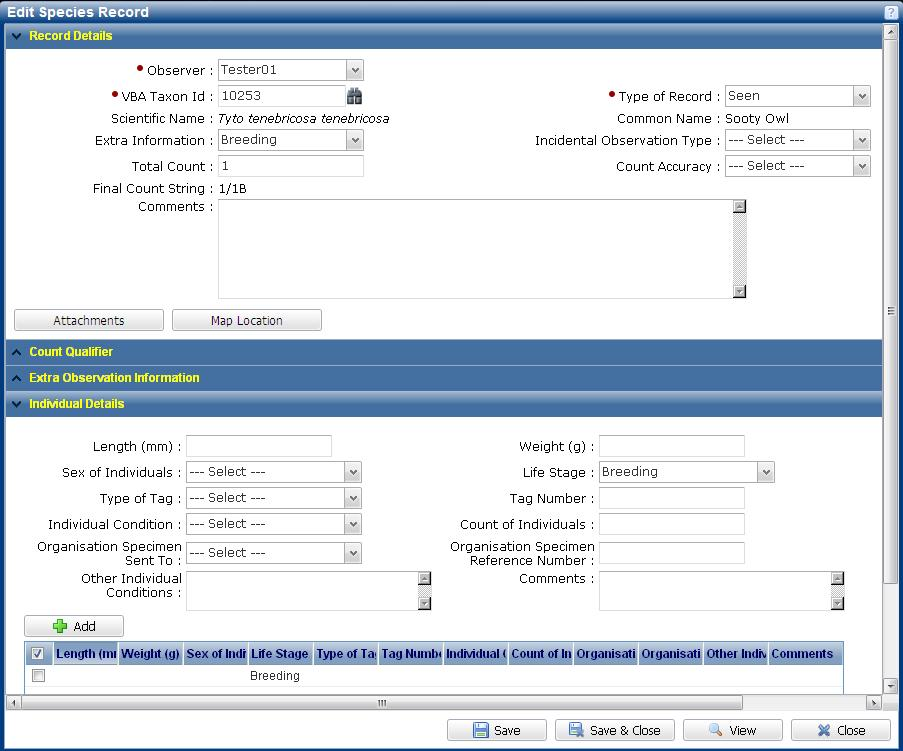 Edit Species Record ?
Record Details
Observer : Tester01
VBA Taxon Id : 10253 Type of Record : Seen
Scientific Name : Tyto tenebricosa tenebricosa Common Name : Sooty Owl
Extra Information : Breeding Incidental Observation Type : --- Select ---
Total Count : 1 Count Accuracy : --- Select ---
Final Count String : 1/1B
Comments :
Attachments Map Location
Count Qualifier
Extra Observation Information
Individual Details
Length (mm) : Weight (g) :
Sex of Individuals : --- Select --- Life Stage : Breeding
Type of Tag : --- Select --- Tag Number :
Individual Condition : --- Select --- Count of Individuals :
Organisation Specimen Sent To : --- Select --- Organisation Specimen Reference Number :
Other Individual Conditions : Comments :
Add
Length (mm Weight (g) Sex of Indi Life Stage Type of Tag Tag Numbe Individual C Count of In Organisati Organisati Other Indiv Comments
Breeding
Save Save & Close View Close